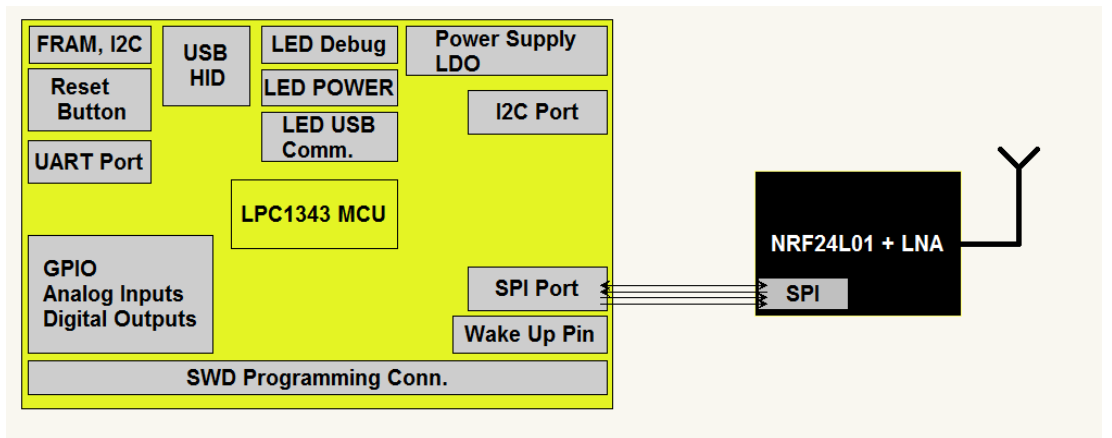 FRAM, I2C
USB
HID
LED Debug
Power Supply
LDO
Reset
Button
LED POWER
I2C Port
LED USB
Comm.
UART Port
LPC1343 MCU
GPIO
Analog Inputs
Digital Outputs
SPI Port
Wake Up Pin
SWD Programming Conn.
NRF24L01 + LNA
SPI